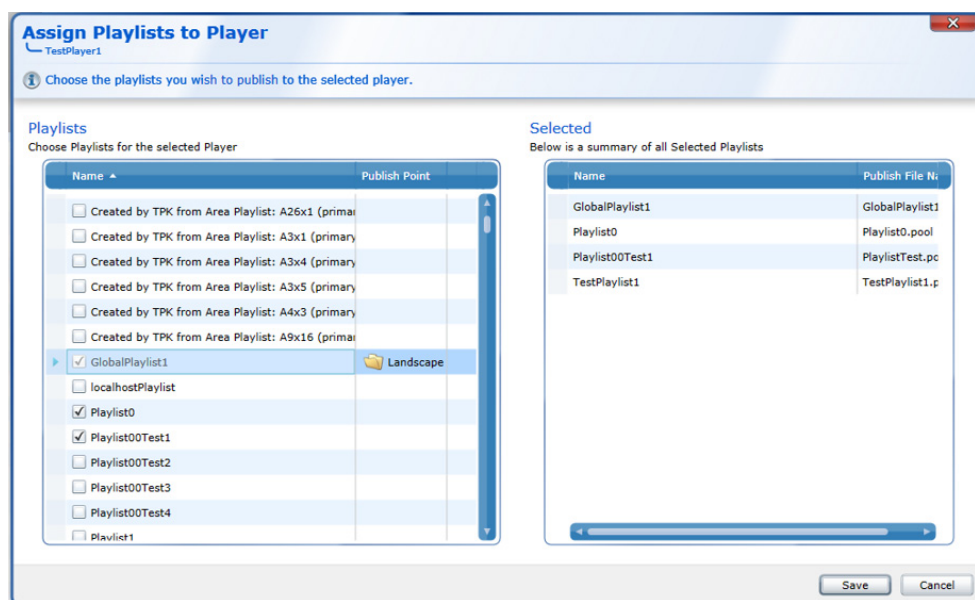 Assign Playlists to Player
TestPlayer1
Choose the playlists you wish to publish to the selected player.
Playlists
Choose Playlists for the selected Player
Name Publish Point
Created by TPK from Area Playlist: A26x1 (primar
Created by TPK from Area Playlist: A3x1 (primary
Created by TPK from Area Playlist: A3x4 (primary
Created by TPK from Area Playlist: A3x5 (primary
Created by TPK from Area Playlist: A4x3 (primary
Created by TPK from Area Playlist: A9x16 (primar
GlobalPlaylist1 Landscape
localhostPlaylist
Playlist0
Playlist00Test1
Playlist00Test2
Playlist00Test3
Playlist00Test4
Playlist1
Selected
Below is a summary of all Selected Playlists
Name Publish File Na
GlobalPlaylist1 GlobalPlaylist1
Playlist0 Playlist0.pool
Playlist00Test1 PlaylistTest.po
TestPlaylist1 TestPlaylist1.p
Save Cancel